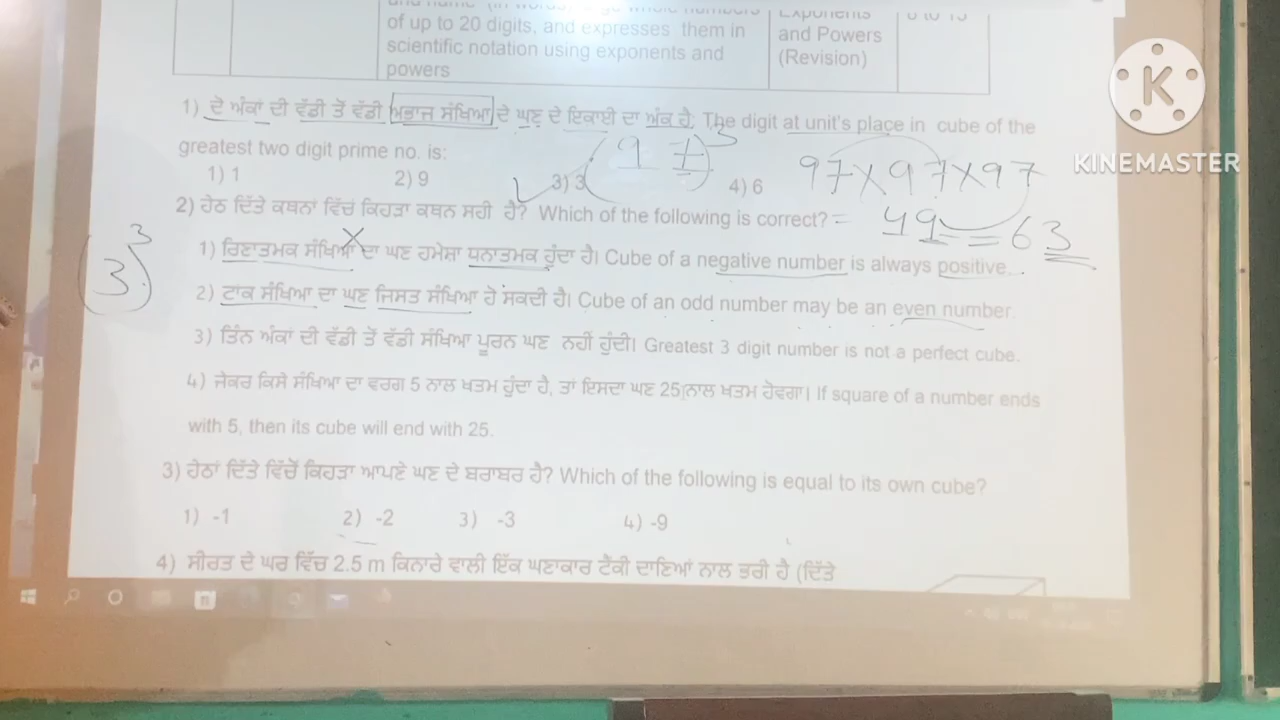 of up to 20 digits, and expresses them in scientific notation using exponents and powers
Exponents and Powers (Revision)
1) ਦੋ ਅੰਕਾਂ ਦੀ ਵੱਡੀ ਤੋਂ ਵੱਡੀ ਅਭਾਜ ਸੰਖਿਆ ਦੇ ਘਣ ਦੇ ਇਕਾਈ ਦਾ ਅੰਕ ਹੈ: The digit at unit's place in cube of the
greatest two digit prime no. is:
(97)³
97×97×97
1) 1 2) 9 3) 3 4) 6
2) ਹੇਠ ਦਿੱਤੇ ਕਥਨਾਂ ਵਿੱਚੋਂ ਕਿਹੜਾ ਕਥਨ ਸਹੀ ਹੈ? Which of the following is correct?
= 49 = 63
(3)³
1) ਰਿਣਾਤਮਕ ਸੰਖਿਆਂ ਦਾ ਘਣ ਹਮੇਸ਼ਾ ਧਨਾਤਮਕ ਹੁੰਦਾ ਹੈ। Cube of a negative number is always positive.
2) ਟਾਂਕ ਸੰਖਿਆ ਦਾ ਘਣ ਜਿਸਤ ਸੰਖਿਆ ਹੋ ਸਕਦੀ ਹੈ। Cube of an odd number may be an even number.
3) ਤਿੰਨ ਅੰਕਾਂ ਦੀ ਵੱਡੀ ਤੋਂ ਵੱਡੀ ਸੰਖਿਆ ਪੂਰਨ ਘਣ ਨਹੀਂ ਹੁੰਦੀ। Greatest 3 digit number is not a perfect cube.
4) ਜੇਕਰ ਕਿਸੇ ਸੰਖਿਆ ਦਾ ਵਰਗ 5 ਨਾਲ ਖਤਮ ਹੁੰਦਾ ਹੈ, ਤਾਂ ਇਸਦਾ ਘਣ 25 ਨਾਲ ਖਤਮ ਹੋਵਗਾ। If square of a number ends
with 5, then its cube will end with 25.
3) ਹੇਠਾਂ ਦਿੱਤੇ ਵਿੱਚੋਂ ਕਿਹੜਾ ਆਪਣੇ ਘਣ ਦੇ ਬਰਾਬਰ ਹੈ? Which of the following is equal to its own cube?
1) -1 2) -2 3) -3 4) -9
4) ਸੀਰਤ ਦੇ ਘਰ ਵਿੱਚ 2.5 m ਕਿਨਾਰੇ ਵਾਲੀ ਇੱਕ ਘਣਾਕਾਰ ਟੈਂਕੀ ਦਾਣਿਆਂ ਨਾਲ ਭਰੀ ਹੈ (ਦਿੱਤੇ
K
KINEMASTER